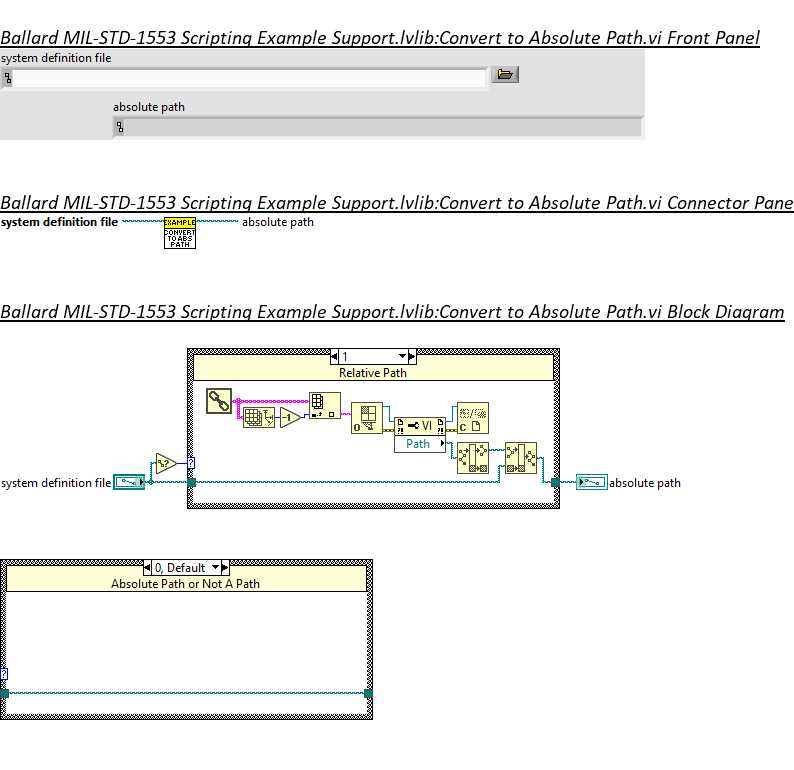 Ballard MIL-STD-1553 Scripting Example Support.lvlib:Convert to Absolute Path.vi Front Panel
system definition file
absolute path
Ballard MIL-STD-1553 Scripting Example Support.lvlib:Convert to Absolute Path.vi Connector Pane
system definition file
EXAMPLE
absolute path
CONVERT
TO ABS
PATH
Ballard MIL-STD-1553 Scripting Example Support.lvlib:Convert to Absolute Path.vi Block Diagram
1
Relative Path
-1
0
VI
C
Path
?
?
system definition file
absolute path
0, Default
Absolute Path or Not A Path
?